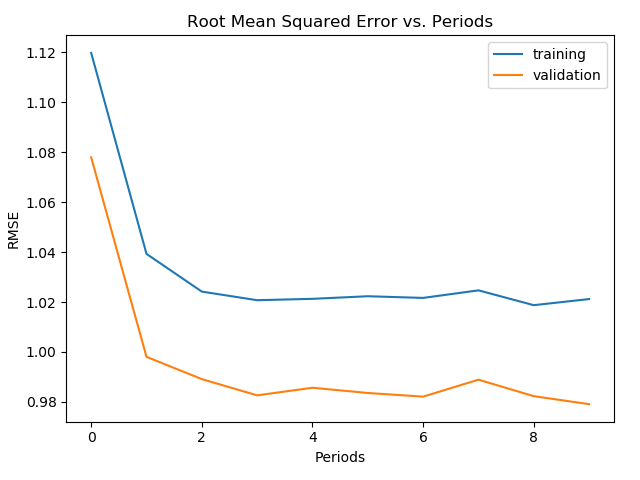 Root Mean Squared Error vs. Periods
training
validation
1.12
1.10
1.08
1.06
1.04
1.02
1.00
0.98
RMSE
0 2 4 6 8
Periods